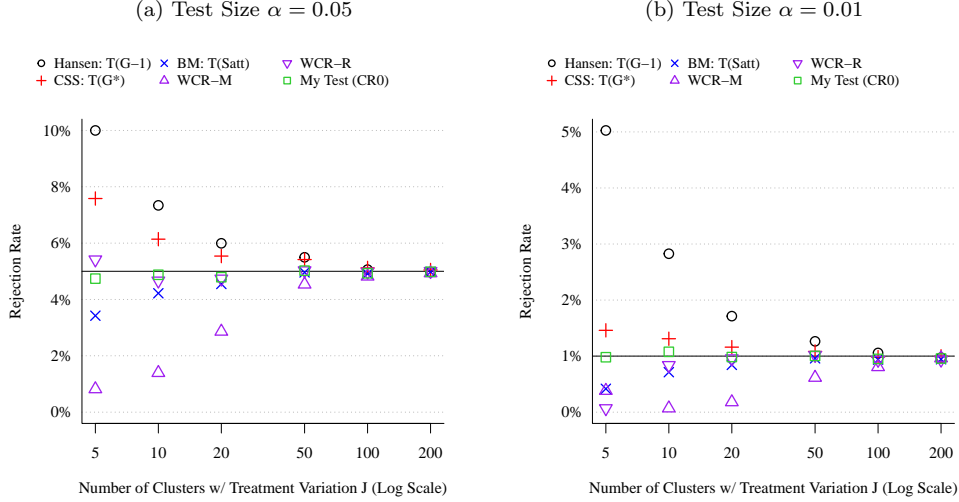 (a) Test Size α = 0.05
Hansen: T(G−1) BM: T(Satt) WCR−R
CSS: T(G*) WCR−M My Test (CR0)
10%
8%
6%
4%
2%
0%
Rejection Rate
5 10 20 50 100 200
Number of Clusters w/ Treatment Variation J (Log Scale)
(b) Test Size α = 0.01
Hansen: T(G−1) BM: T(Satt) WCR−R
CSS: T(G*) WCR−M My Test (CR0)
5%
3%
2%
1%
0%
Rejection Rate
5 10 20 50 100 200
Number of Clusters w/ Treatment Variation J (Log Scale)